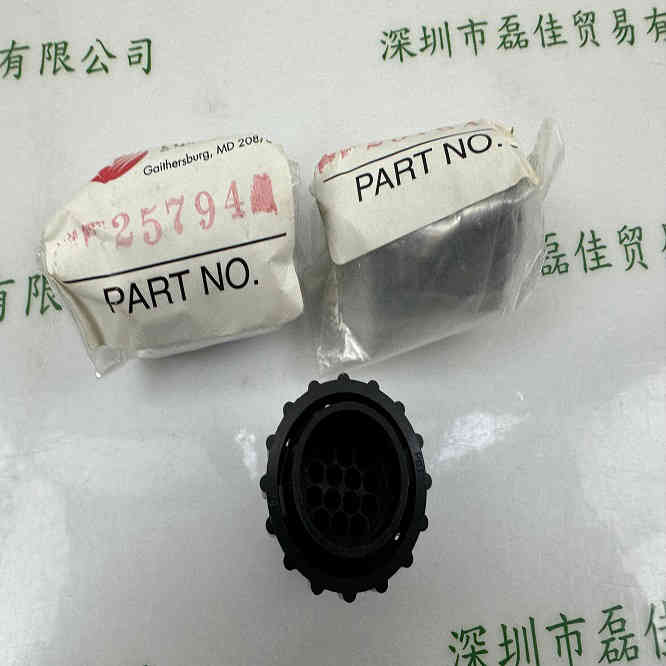 有限公司
深圳市磊佳贸易有
Gaithersburg, MD 208
25794
PART NO.
PART NO.
磊佳贸易
有限
深圳市磊佳